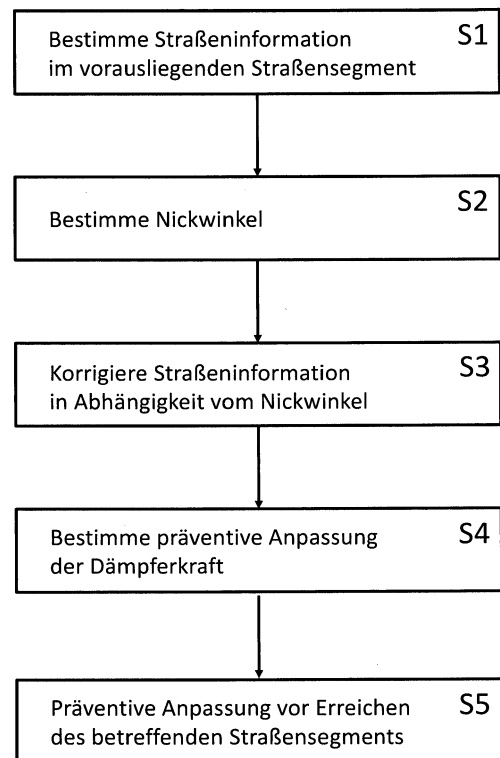 Bestimme Straßeninformation S1
im vorausliegenden Straßensegment
Bestimme Nickwinkel S2
Korrigiere Straßeninformation S3
in Abhängigkeit vom Nickwinkel
Bestimme präventive Anpassung S4
der Dämpferkraft
Präventive Anpassung vor Erreichen S5
des betreffenden Straßensegments